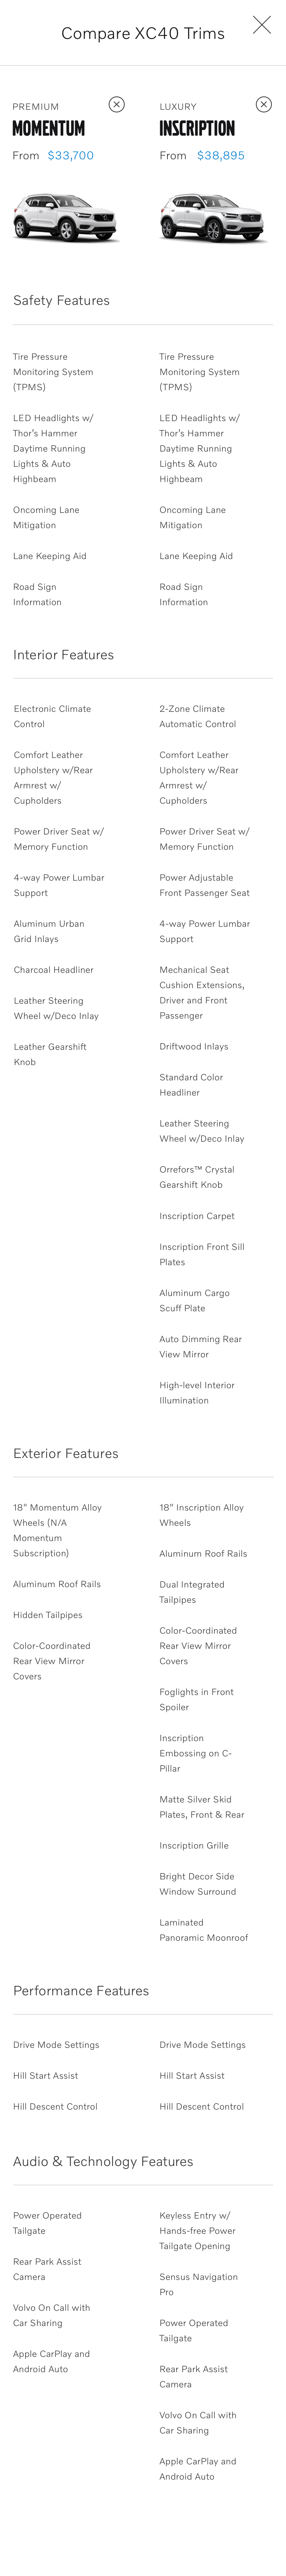 Compare XC40 Trims
PREMIUM
MOMENTUM
From $33,700
LUXURY
INSCRIPTION
From $38,895
Safety Features
Tire Pressure
Monitoring System
(TPMS)
LED Headlights w/
Thor's Hammer
Daytime Running
Lights & Auto
Highbeam
Oncoming Lane
Mitigation
Lane Keeping Aid
Road Sign
Information
Tire Pressure
Monitoring System
(TPMS)
LED Headlights w/
Thor's Hammer
Daytime Running
Lights & Auto
Highbeam
Oncoming Lane
Mitigation
Lane Keeping Aid
Road Sign
Information
Interior Features
Electronic Climate
Control
Comfort Leather
Upholstery w/Rear
Armrest w/
Cupholders
Power Driver Seat w/
Memory Function
4-way Power Lumbar
Support
Aluminum Urban
Grid Inlays
Charcoal Headliner
Leather Steering
Wheel w/Deco Inlay
Leather Gearshift
Knob
2-Zone Climate
Automatic Control
Comfort Leather
Upholstery w/Rear
Armrest w/
Cupholders
Power Driver Seat w/
Memory Function
Power Adjustable
Front Passenger Seat
4-way Power Lumbar
Support
Mechanical Seat
Cushion Extensions,
Driver and Front
Passenger
Driftwood Inlays
Standard Color
Headliner
Leather Steering
Wheel w/Deco Inlay
Orrefors™ Crystal
Gearshift Knob
Inscription Carpet
Inscription Front Sill
Plates
Aluminum Cargo
Scuff Plate
Auto Dimming Rear
View Mirror
High-level Interior
Illumination
Exterior Features
18" Momentum Alloy
Wheels (N/A
Momentum
Subscription)
Aluminum Roof Rails
Hidden Tailpipes
Color-Coordinated
Rear View Mirror
Covers
18" Inscription Alloy
Wheels
Aluminum Roof Rails
Dual Integrated
Tailpipes
Color-Coordinated
Rear View Mirror
Covers
Foglights in Front
Spoiler
Inscription
Embossing on C-
Pillar
Matte Silver Skid
Plates, Front & Rear
Inscription Grille
Bright Decor Side
Window Surround
Laminated
Panoramic Moonroof
Performance Features
Drive Mode Settings
Hill Start Assist
Hill Descent Control
Drive Mode Settings
Hill Start Assist
Hill Descent Control
Audio & Technology Features
Power Operated
Tailgate
Rear Park Assist
Camera
Volvo On Call with
Car Sharing
Apple CarPlay and
Android Auto
Keyless Entry w/
Hands-free Power
Tailgate Opening
Sensus Navigation
Pro
Power Operated
Tailgate
Rear Park Assist
Camera
Volvo On Call with
Car Sharing
Apple CarPlay and
Android Auto